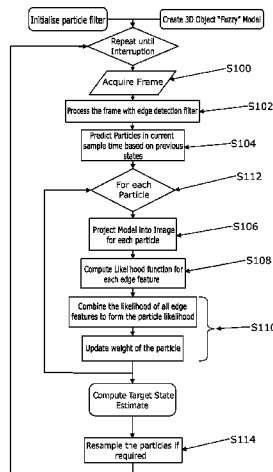 Initialise particle filter
Create 3D Object "Fuzzy" Model
Repeat until
Interruption
Acquire Frame
S100
Process the frame with edge detection filter
S102
Predict Particles in current
sample time based on previous
states
S104
For each
Particle
S112
Project Model into Image
for each particle
S106
Compute Likelihood function for
each edge feature
S108
Combine the likelihood of all edge
features to form the particle likelihood
Update weight of the particle
S110
Compute Target State
Estimate
Resample the particles if
required
S114